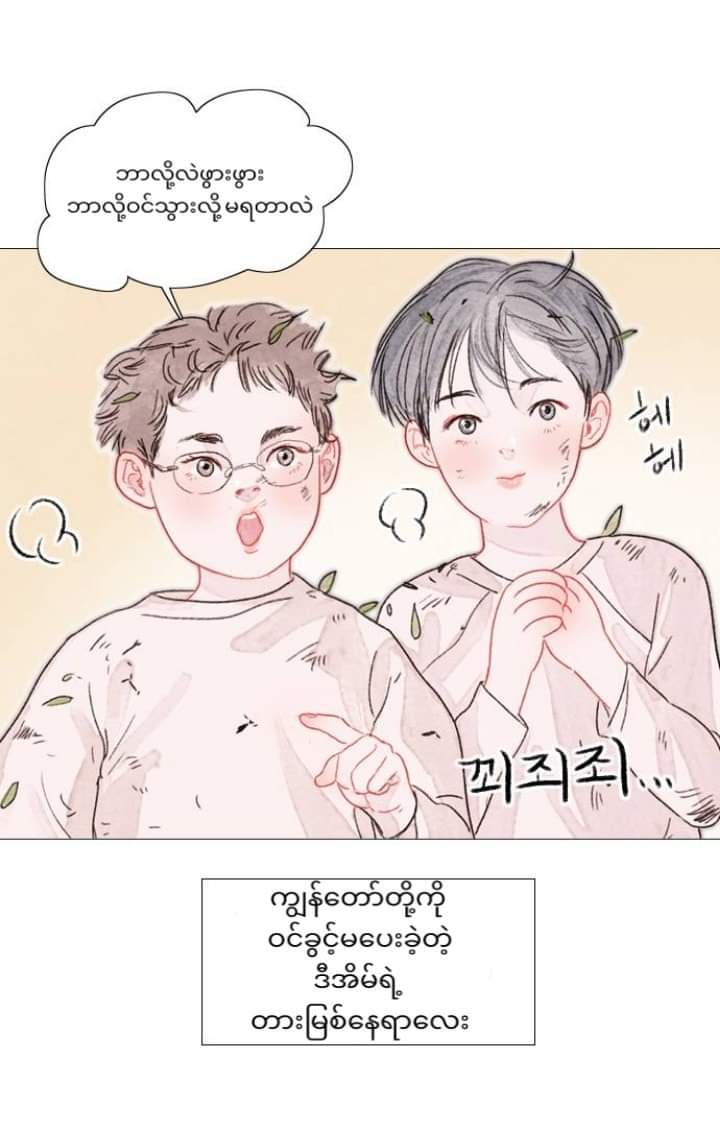 ဘာလို့လဲဖွားဖွား
ဘာလို့ဝင်သွားလို့ မရတာလဲ
헤
헤
꾀죄죄...
ကျွန်တော်တို့ကို
ဝင်ခွင့်မပေးခဲ့တဲ့
ဒီအိမ်ရဲ့
တားမြစ်နေရာလေး